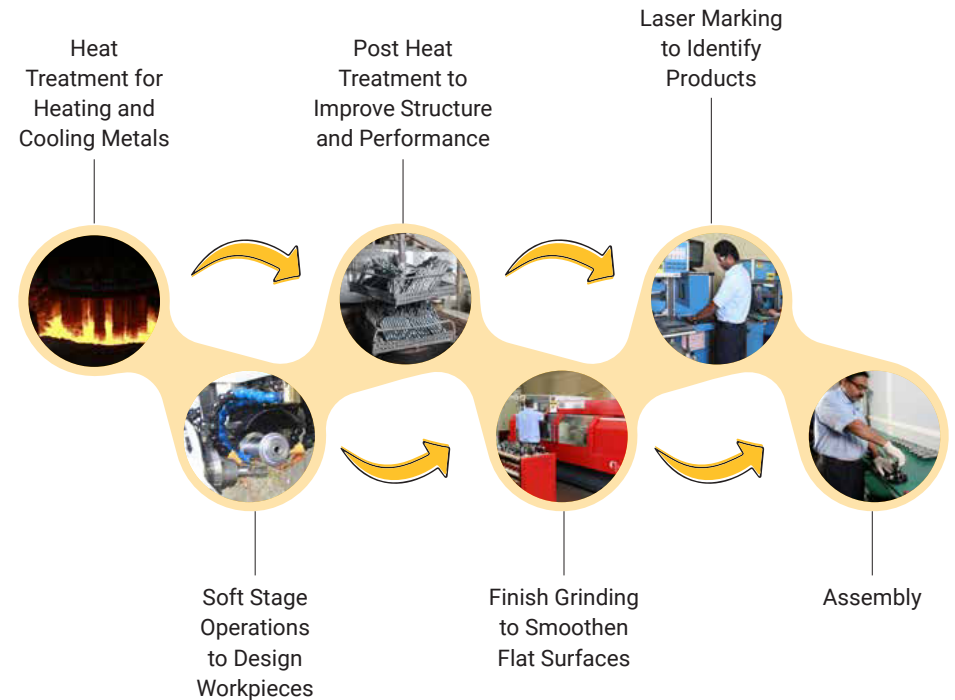 Heat
Treatment for
Heating and
Cooling Metals
Soft Stage
Operations
to Design
Workpieces
Post Heat
Treatment to
Improve Structure
and Performance
Finish Grinding
to Smoothen
Flat Surfaces
Laser Marking
to Identify
Products
Assembly